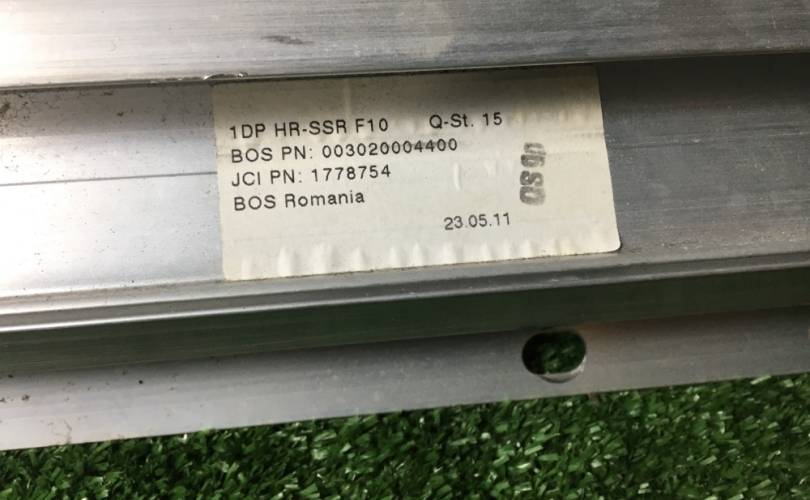 1DP HR-SSR F10 Q-St. 15
BOS PN: 003020004400
JCI PN: 1778754
BOS Romania
23.05.11